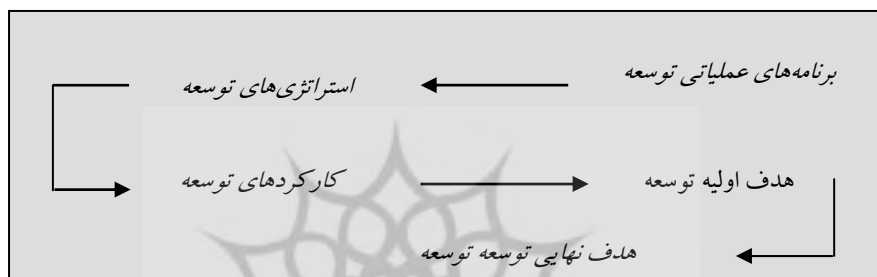 برنامه‌های عملیاتی توسعه
استراتژی‌های توسعه
کارکردهای توسعه
هدف اولیه توسعه
هدف نهایی توسعه توسعه